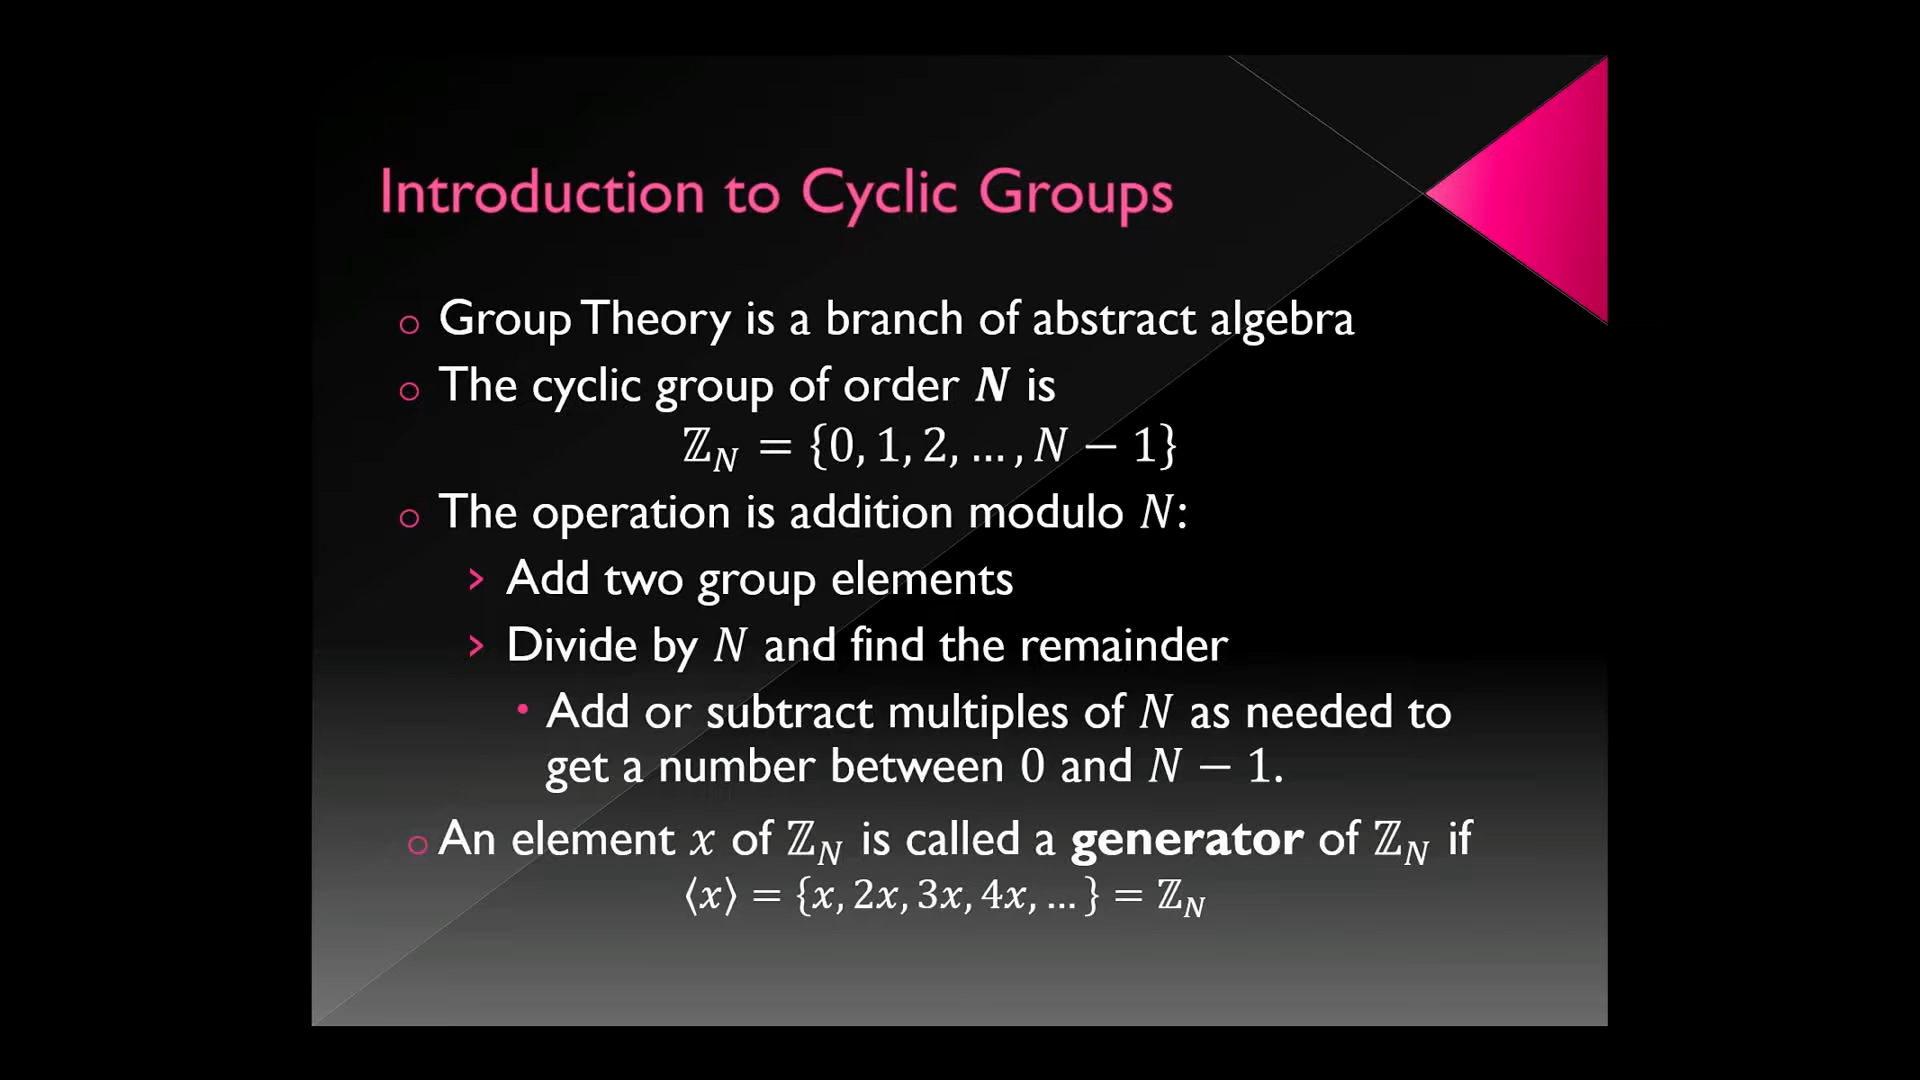 Introduction to Cyclic Groups
Group Theory is a branch of abstract algebra
The cyclic group of order N is
ℤ_N = {0, 1, 2, … , N − 1}
The operation is addition modulo N:
Add two group elements
Divide by N and find the remainder
Add or subtract multiples of N as needed to
get a number between 0 and N − 1.
An element x of ℤ_N is called a generator of ℤ_N if
⟨x⟩ = {x, 2x, 3x, 4x, … } = ℤ_N